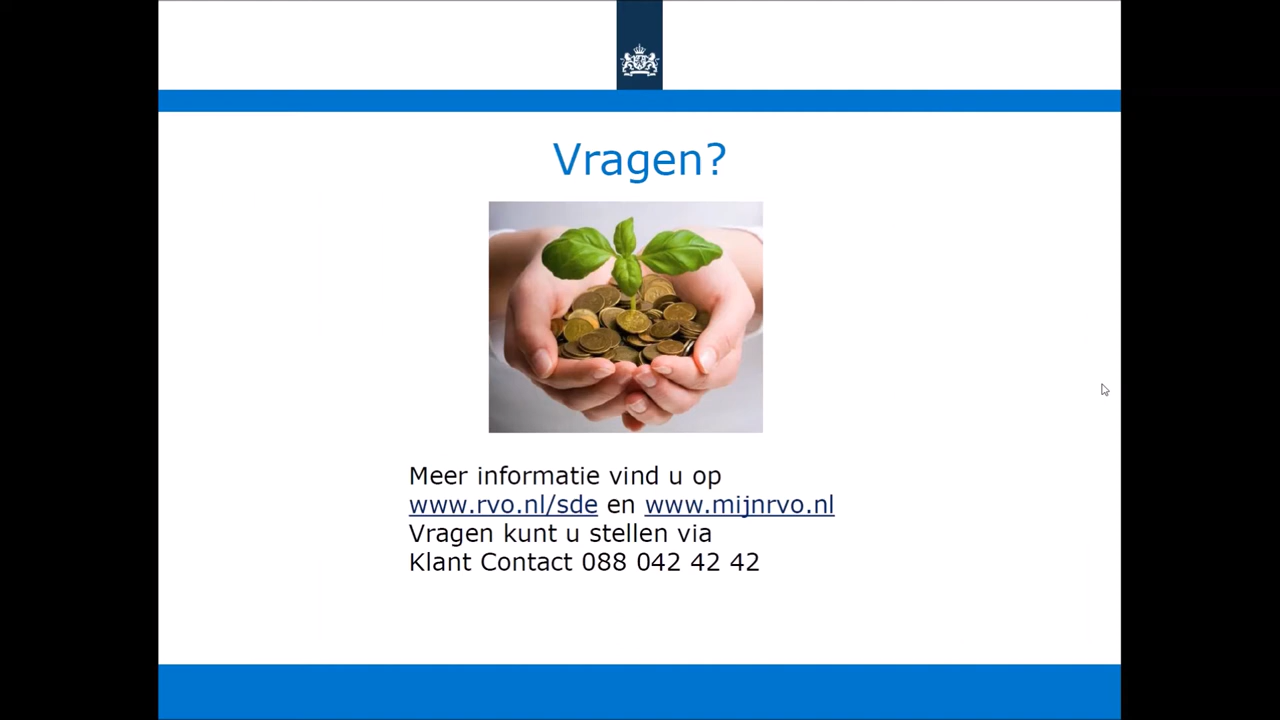 Vragen?
Meer informatie vind u op
www.rvo.nl/sde en www.mijnrvo.nl
Vragen kunt u stellen via
Klant Contact 088 042 42 42